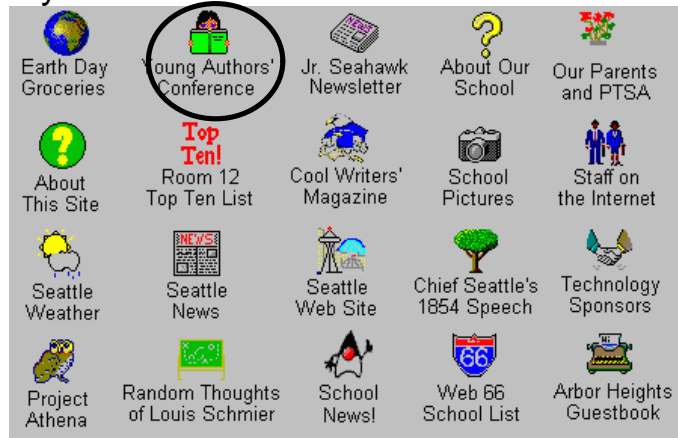 Earth Day
Groceries
Young Authors'
Conference
Jr. Seahawk
Newsletter
About Our
School
Our Parents
and PTSA
About
This Site
Top
Ten!
Room 12
Top Ten List
Cool Writers'
Magazine
School
Pictures
Staff on
the Internet
Seattle
Weather
NEWS
Seattle
News
Seattle
Web Site
Chief Seattle's
1854 Speech
Technology
Sponsors
Project
Athena
Random Thoughts
of Louis Schmier
School
News!
66
Web 66
School List
Hi
Arbor Heights
Guestbook